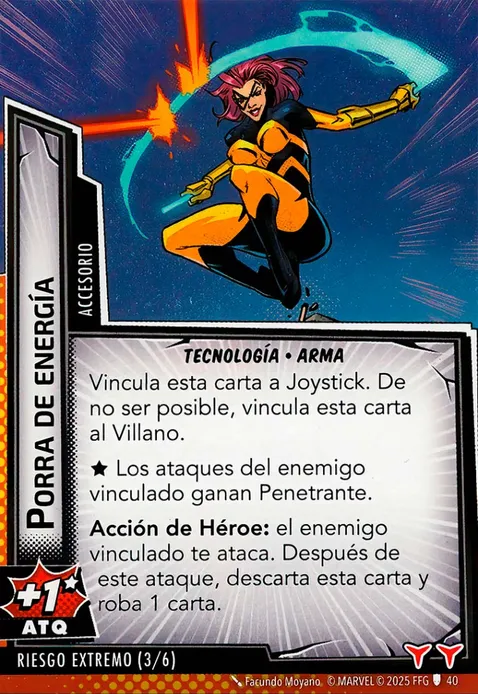 ACCESORIO
PORRA DE ENERGÍA
TECNOLOGÍA • ARMA
Vincula esta carta a Joystick. De
no ser posible, vincula esta carta
al Villano.
★ Los ataques del enemigo
vinculado ganan Penetrante.
Acción de Héroe: el enemigo
vinculado te ataca. Después de
este ataque, descarta esta carta y
roba 1 carta.
+1★
ATQ
RIESGO EXTREMO (3/6)
Facundo Moyano. © MARVEL © 2025 FFG 40